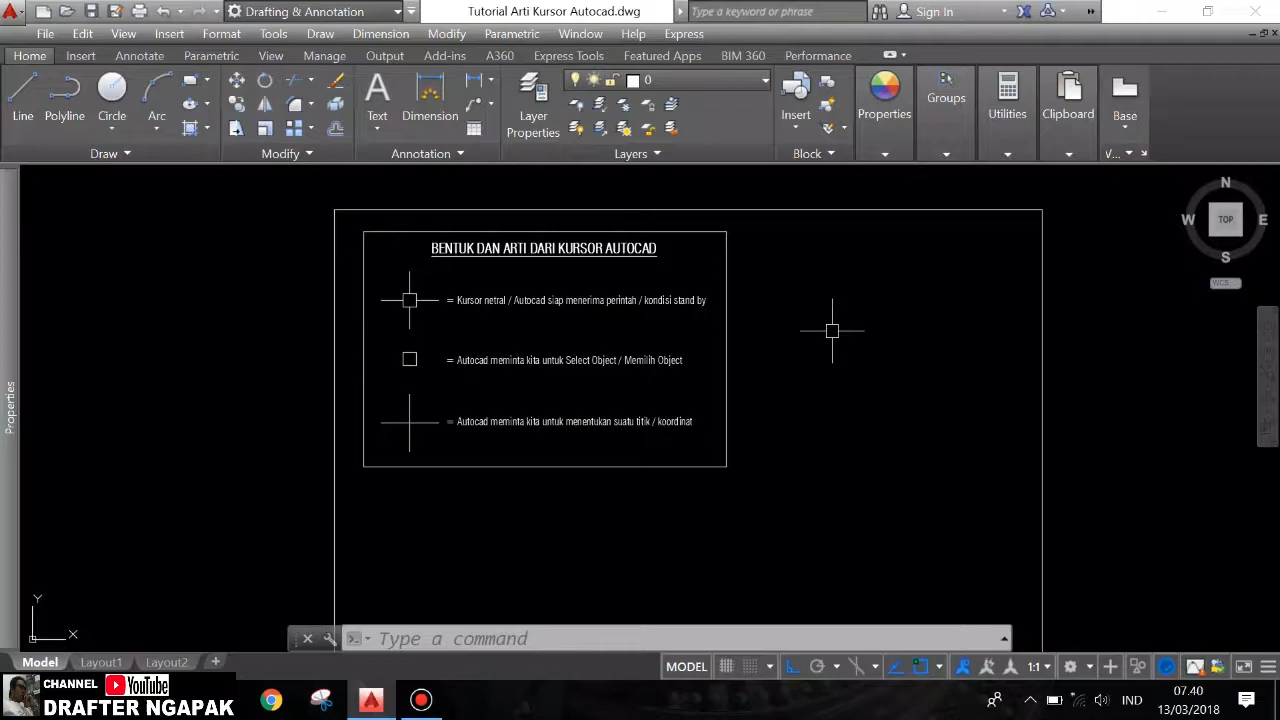 Drafting & Annotation
Tutorial Arti Kursor Autocad.dwg
Type a keyword or phrase
Sign In
File Edit View Insert Format Tools Draw Dimension Modify Parametric Window Help Express
Home Insert Annotate Parametric View Manage Output Add-ins A360 Express Tools Featured Apps BIM 360 Performance
0
Line Polyline Circle Arc
Text Dimension
Layer Properties
Insert
Properties
Groups
Utilities
Clipboard
Base
Draw Modify Annotation Layers Block V...
N
W TOP E
S
WCS
BENTUK DAN ARTI DARI KURSOR AUTOCAD
= Kursor netral / Autocad siap menerima perintah / kondisi stand by
= Autocad meminta kita untuk Select Object / Memilih Object
= Autocad meminta kita untuk menentukan suatu titik / koordinat
Properties
Y
X
Type a command
Model Layout1 Layout2 +
MODEL 1:1
CHANNEL YouTube
DRAFTER NGAPAK
IND
07.40
13/03/2018